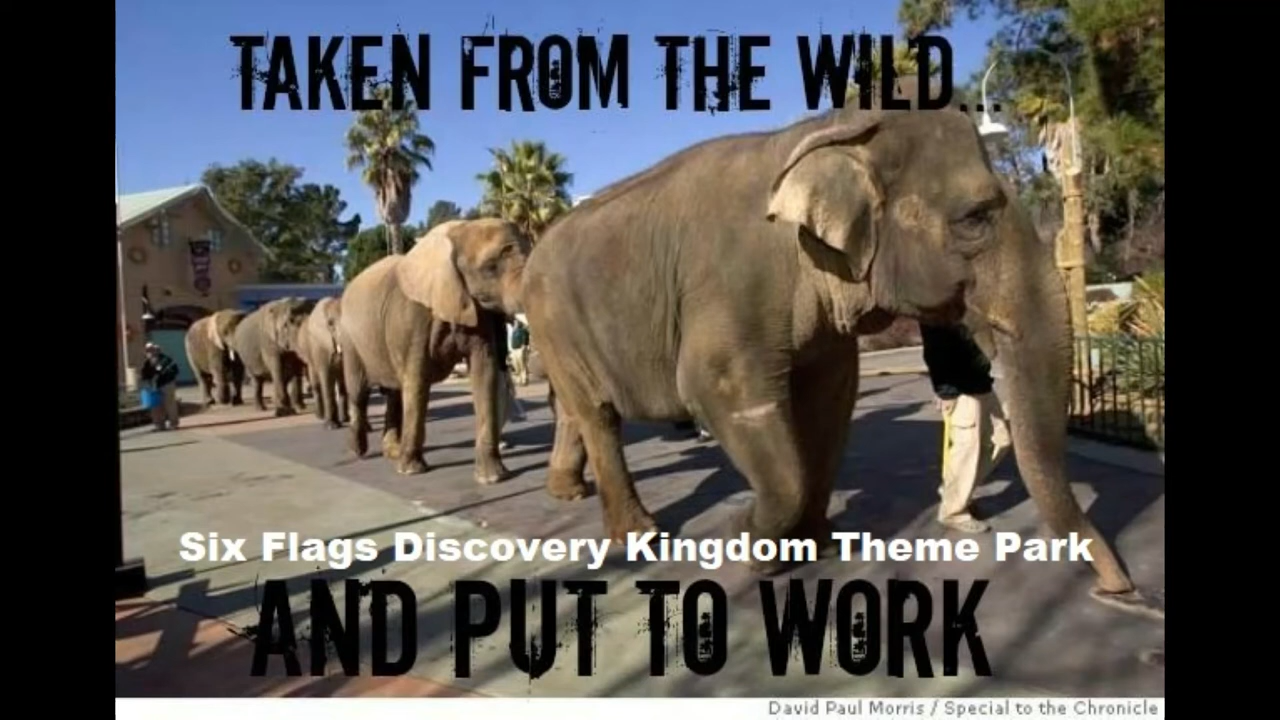 TAKEN FROM THE WILD...
Six Flags Discovery Kingdom Theme Park
AND PUT TO WORK
David Paul Morris / Special to the Chronicle